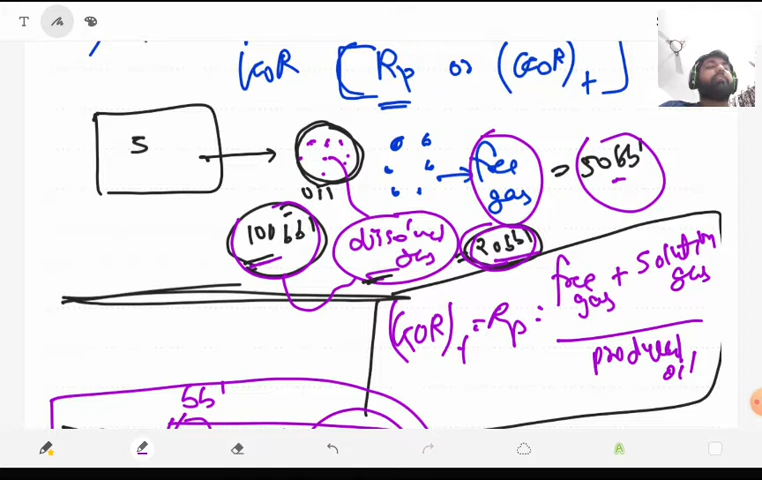 GOR [Rp or (GOR)+]
5
oil
free gas = 50 bbl
100 bbl
dissolved gas = 20 bbl
(GOR)+ = Rp = free gas + solution gas
produced oil
bbl